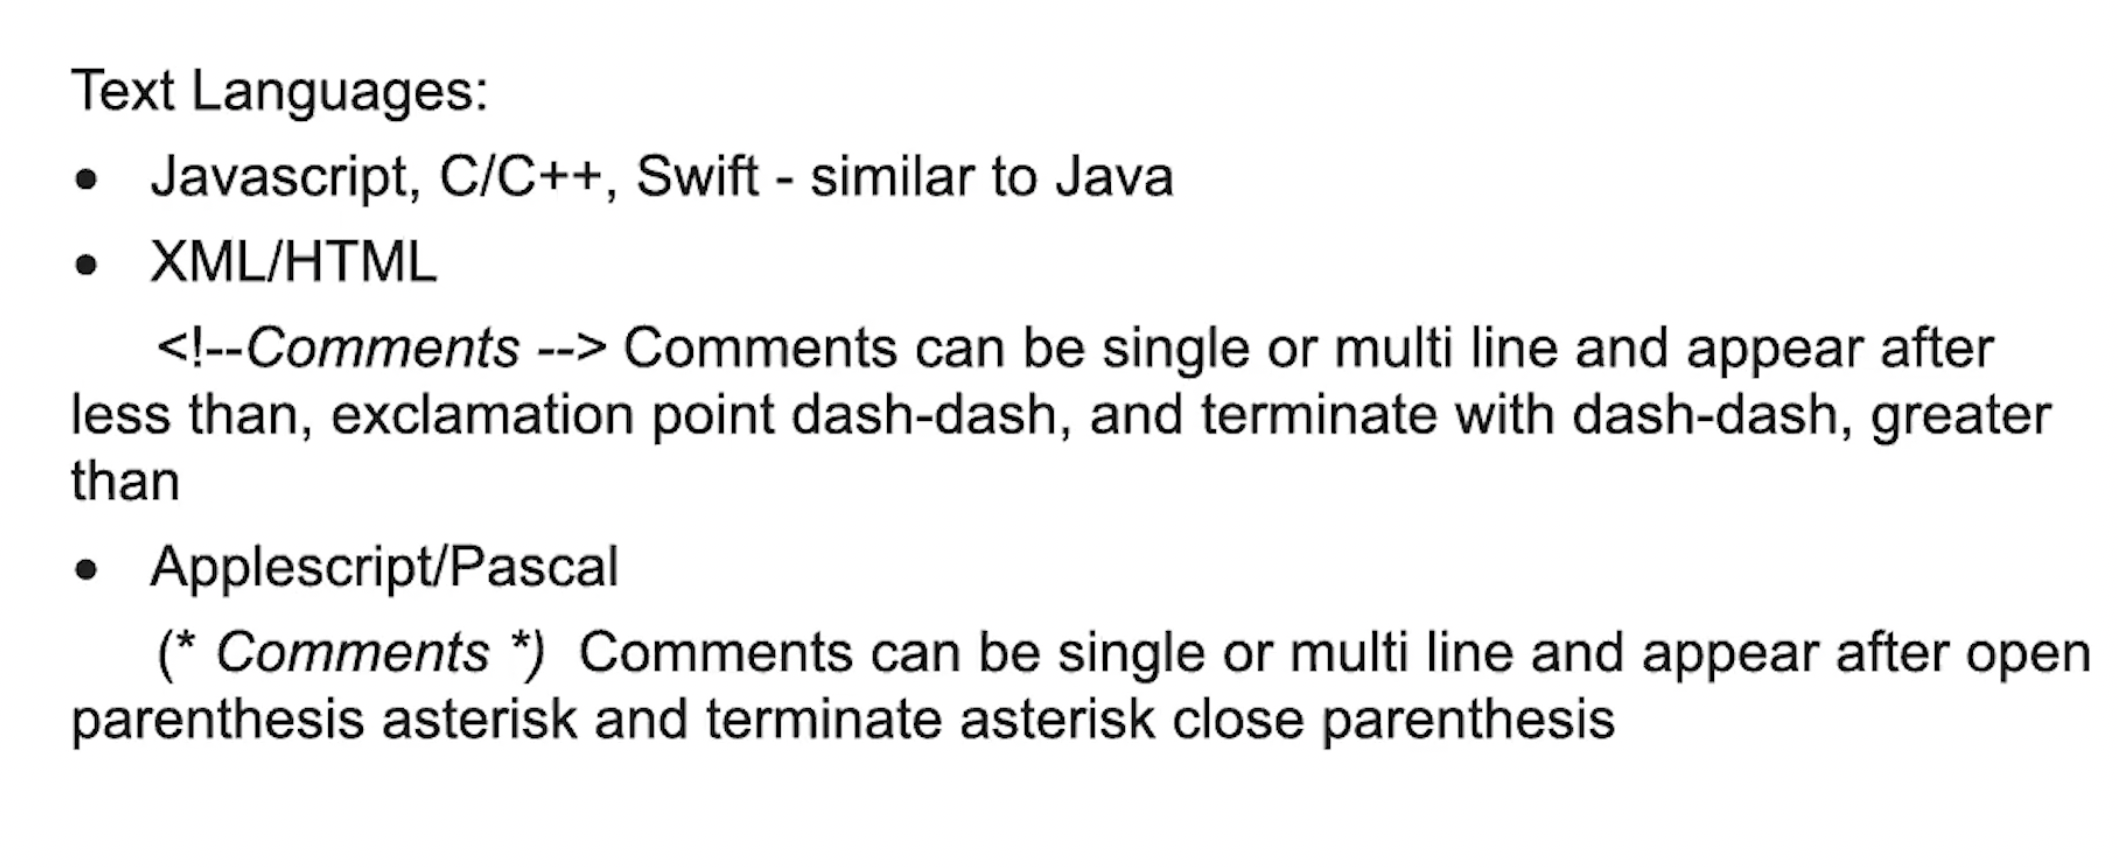 Text Languages:
• Javascript, C/C++, Swift - similar to Java
• XML/HTML
<!--Comments --> Comments can be single or multi line and appear after
less than, exclamation point dash-dash, and terminate with dash-dash, greater
than
• Applescript/Pascal
(* Comments *)  Comments can be single or multi line and appear after open
parenthesis asterisk and terminate asterisk close parenthesis